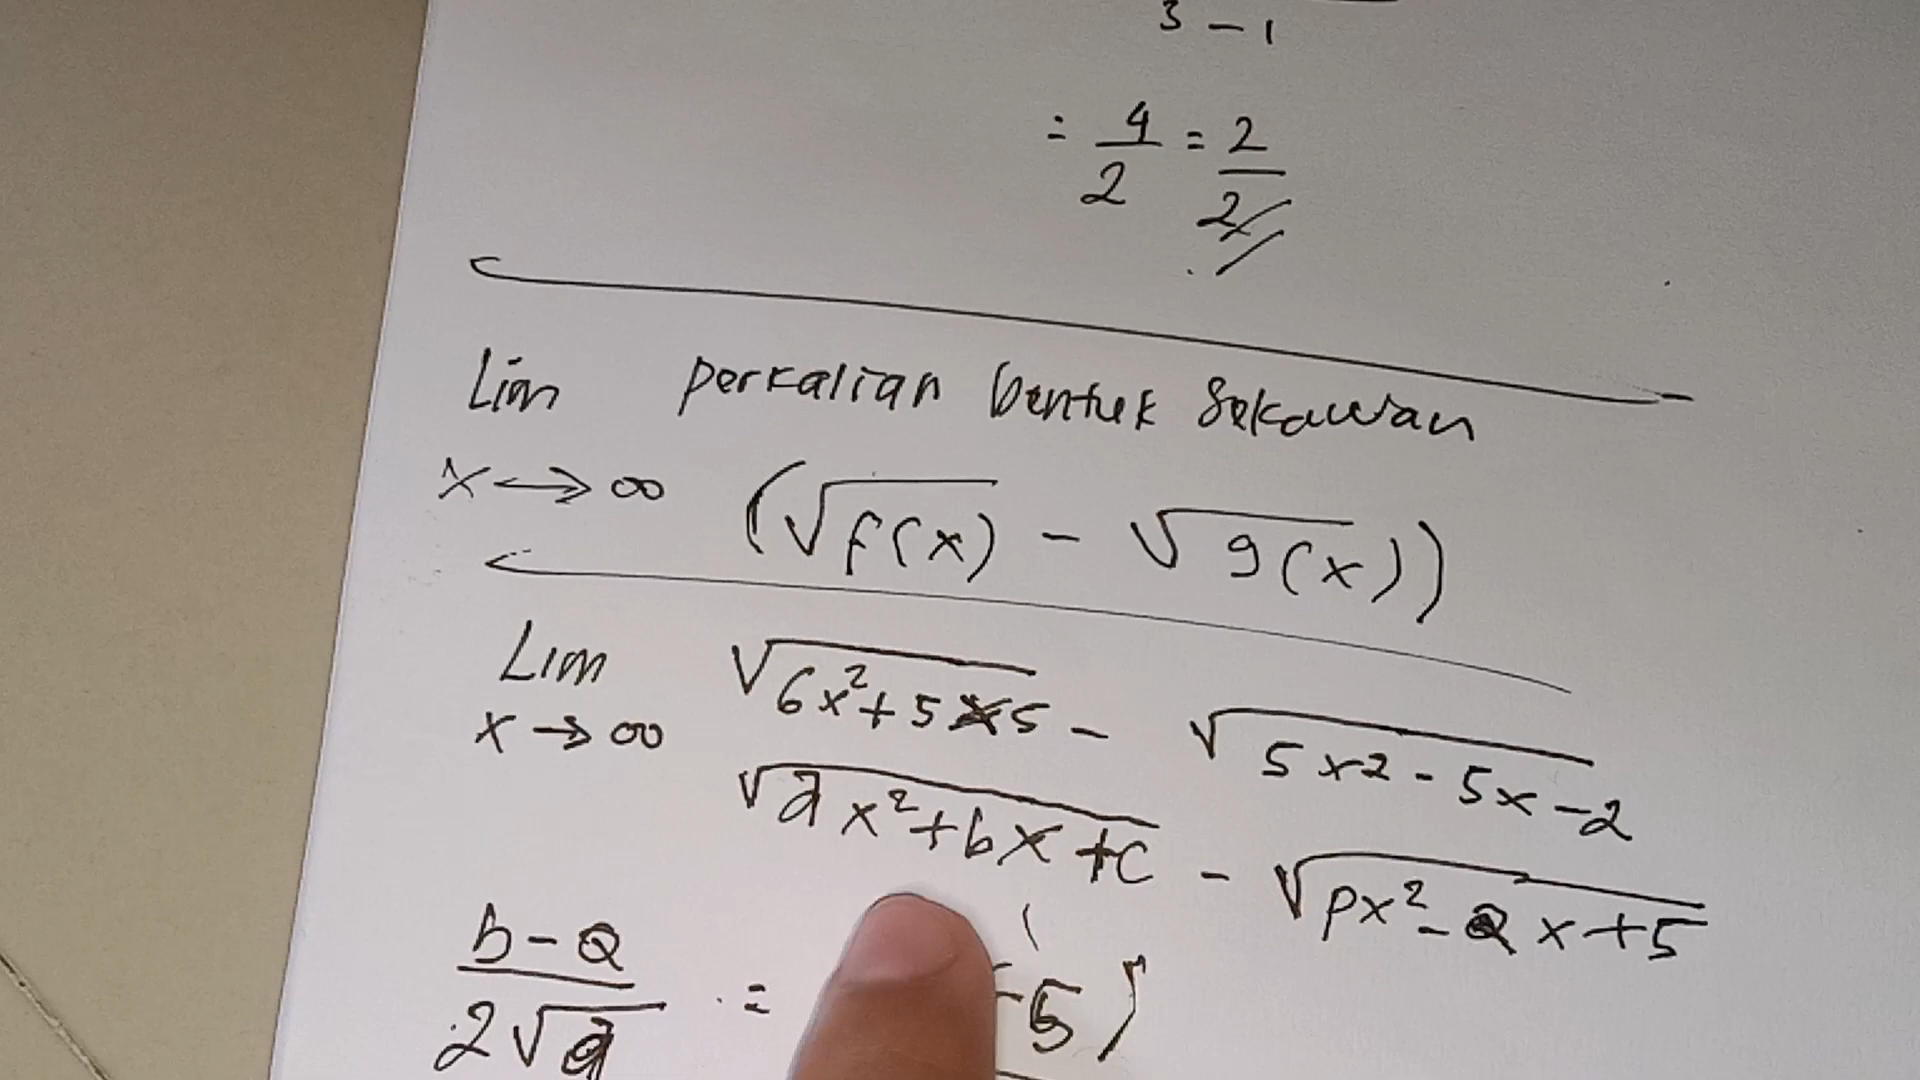 3 - 1
= 4/2 = 2/2
Lim perkalian bentuk Sekawan
x → ∞ (√f(x) - √g(x))
Lim √6x²+5x5 - √5x2-5x-2
x → ∞
√ax²+bx+c - √px²-Qx+5
b-Q/2√a = -5)